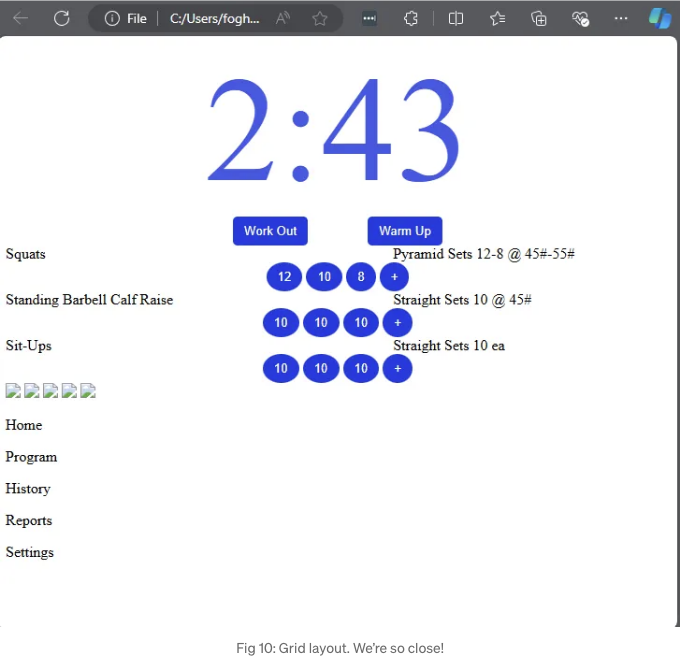 File C:/Users/fogh...
2:43
Work Out Warm Up
Squats Pyramid Sets 12-8 @ 45#-55#
12 10 8 +
Standing Barbell Calf Raise Straight Sets 10 @ 45#
10 10 10 +
Sit-Ups Straight Sets 10 ea
10 10 10 +
Home
Program
History
Reports
Settings
Fig 10: Grid layout. We're so close!